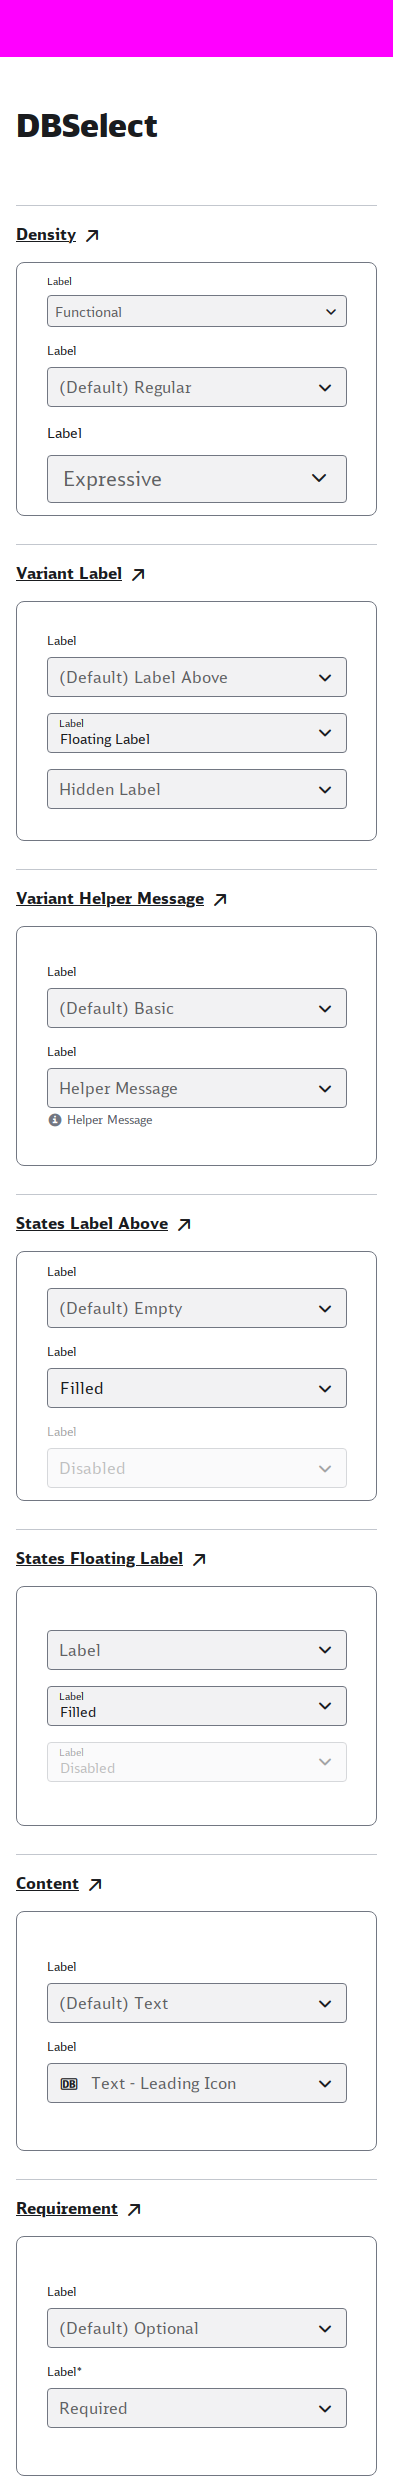 DBSelect
Density
Label
Functional
Label
(Default) Regular
Label
Expressive
Variant Label
Label
(Default) Label Above
Label
Floating Label
Hidden Label
Variant Helper Message
Label
(Default) Basic
Label
Helper Message
Helper Message
States Label Above
Label
(Default) Empty
Label
Filled
Label
Disabled
States Floating Label
Label
Label
Filled
Label
Disabled
Content
Label
(Default) Text
Label
DB Text - Leading Icon
Requirement
Label
(Default) Optional
Label*
Required